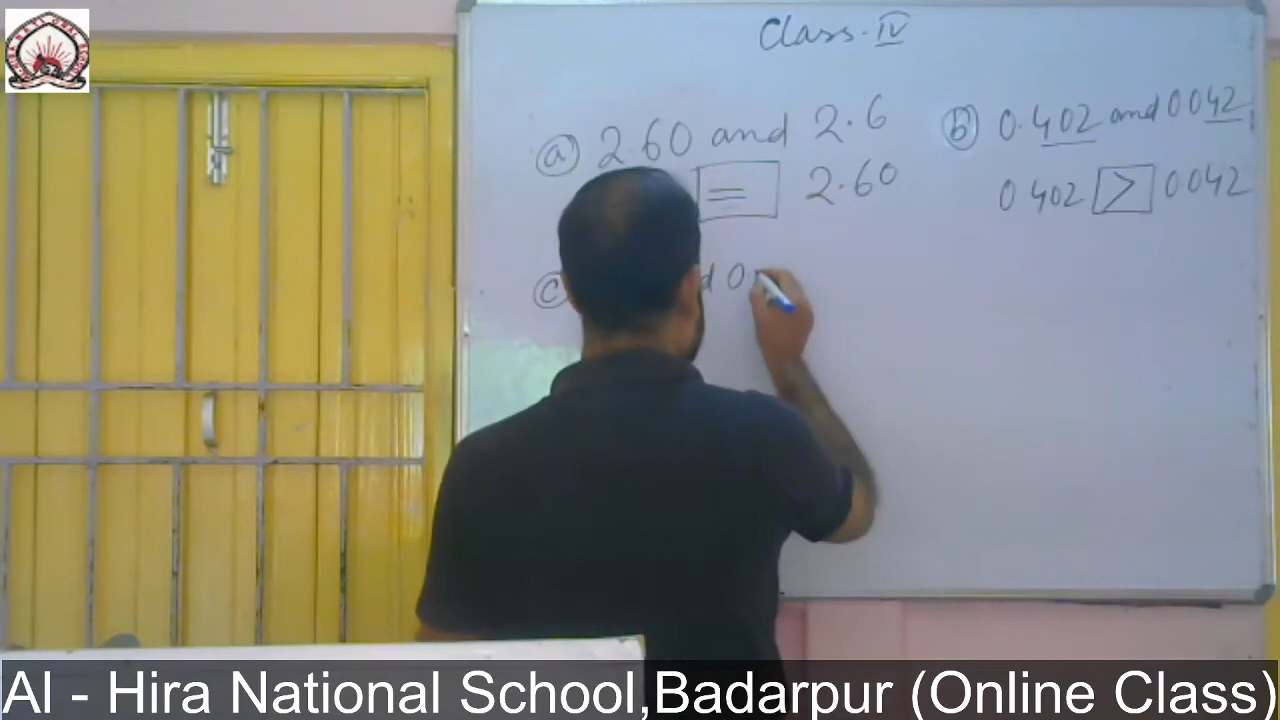 Class. IV
(a) 2.60 and 2.6
= 2.60
(b) 0.402 and 0.042
0.402 > 0.042
(c) d 0
Al - Hira National School,Badarpur (Online Class)